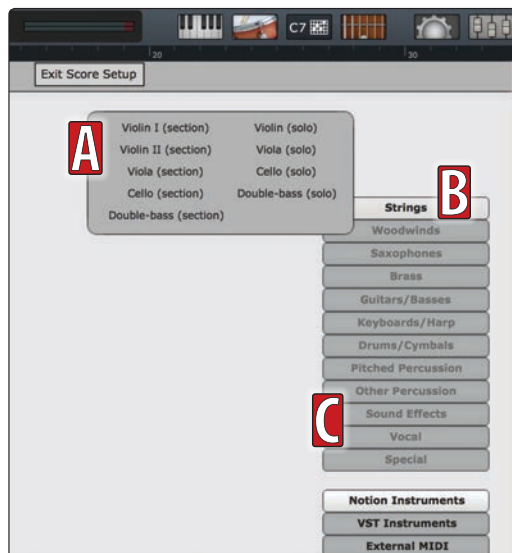 C7
20 30
Exit Score Setup
A
Violin I (section) Violin (solo)
Violin II (section) Viola (solo)
Viola (section) Cello (solo)
Cello (section) Double-bass (solo)
Double-bass (section)
B
Strings
Woodwinds
Saxophones
Brass
Guitars/Basses
Keyboards/Harp
Drums/Cymbals
Pitched Percussion
Other Percussion
C
Sound Effects
Vocal
Special
Notion Instruments
VST Instruments
External MIDI